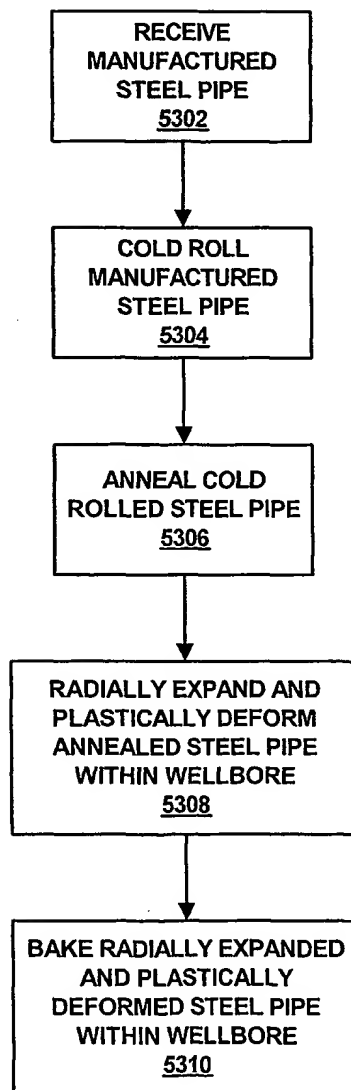 RECEIVE
MANUFACTURED
STEEL PIPE
5302
COLD ROLL
MANUFACTURED
STEEL PIPE
5304
ANNEAL COLD
ROLLED STEEL PIPE
5306
RADIALLY EXPAND AND
PLASTICALLY DEFORM
ANNEALED STEEL PIPE
WITHIN WELLBORE
5308
BAKE RADIALLY EXPANDED
AND PLASTICALLY
DEFORMED STEEL PIPE
WITHIN WELLBORE
5310